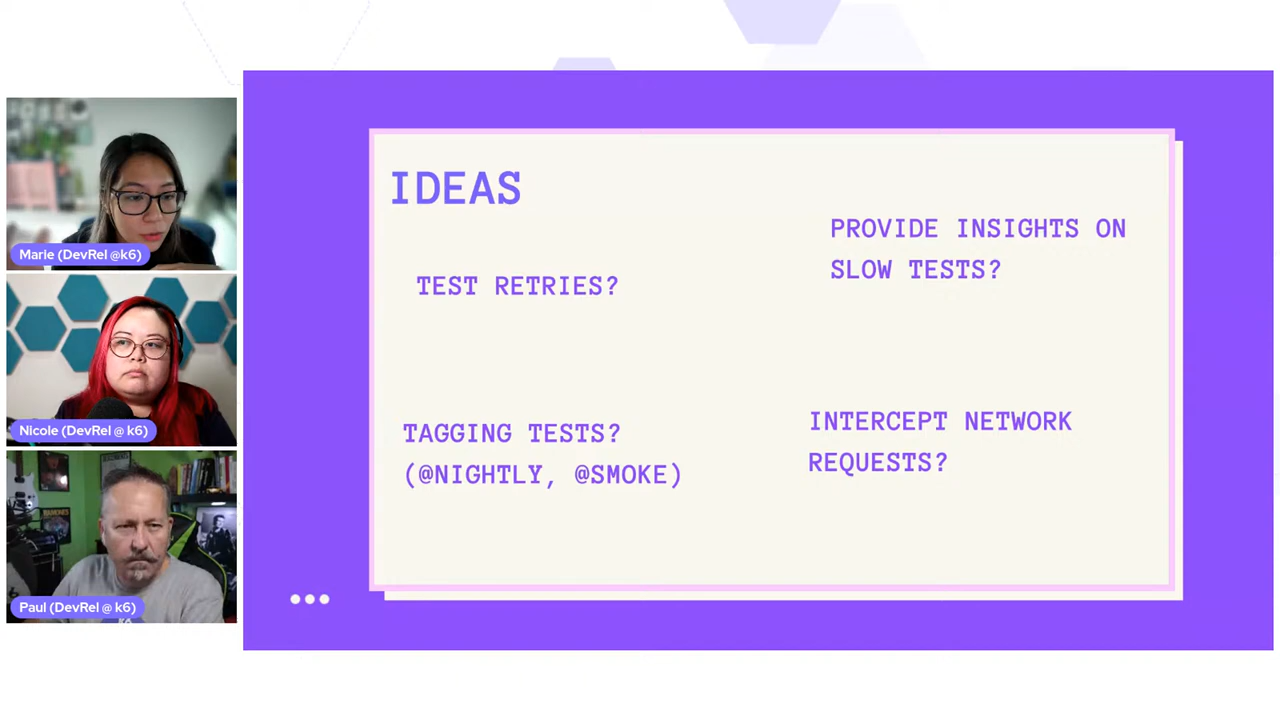 IDEAS
TEST RETRIES?
PROVIDE INSIGHTS ON
SLOW TESTS?
TAGGING TESTS?
(@NIGHTLY, @SMOKE)
INTERCEPT NETWORK
REQUESTS?
Marie (DevRel @k6)
Nicole (DevRel @ k6)
Paul (DevRel @ k6)